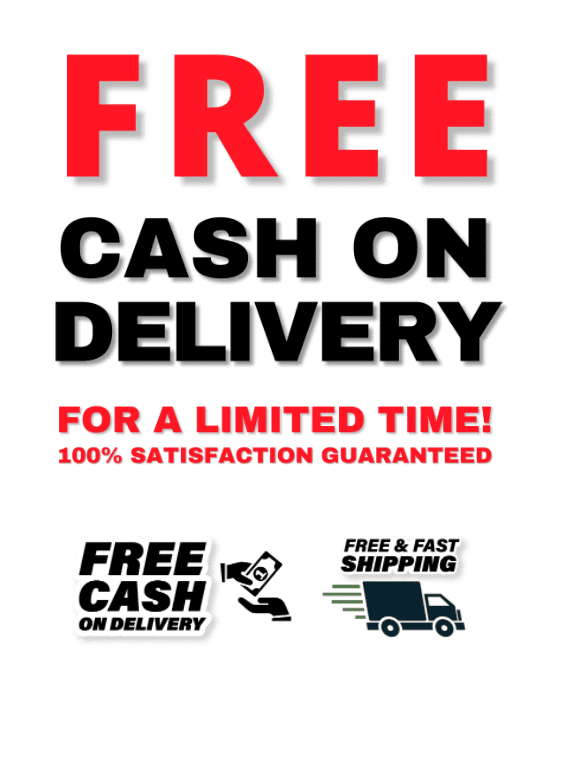 FREE
CASH ON
DELIVERY
FOR A LIMITED TIME!
100% SATISFACTION GUARANTEED
FREE
CASH
ON DELIVERY
FREE & FAST
SHIPPING